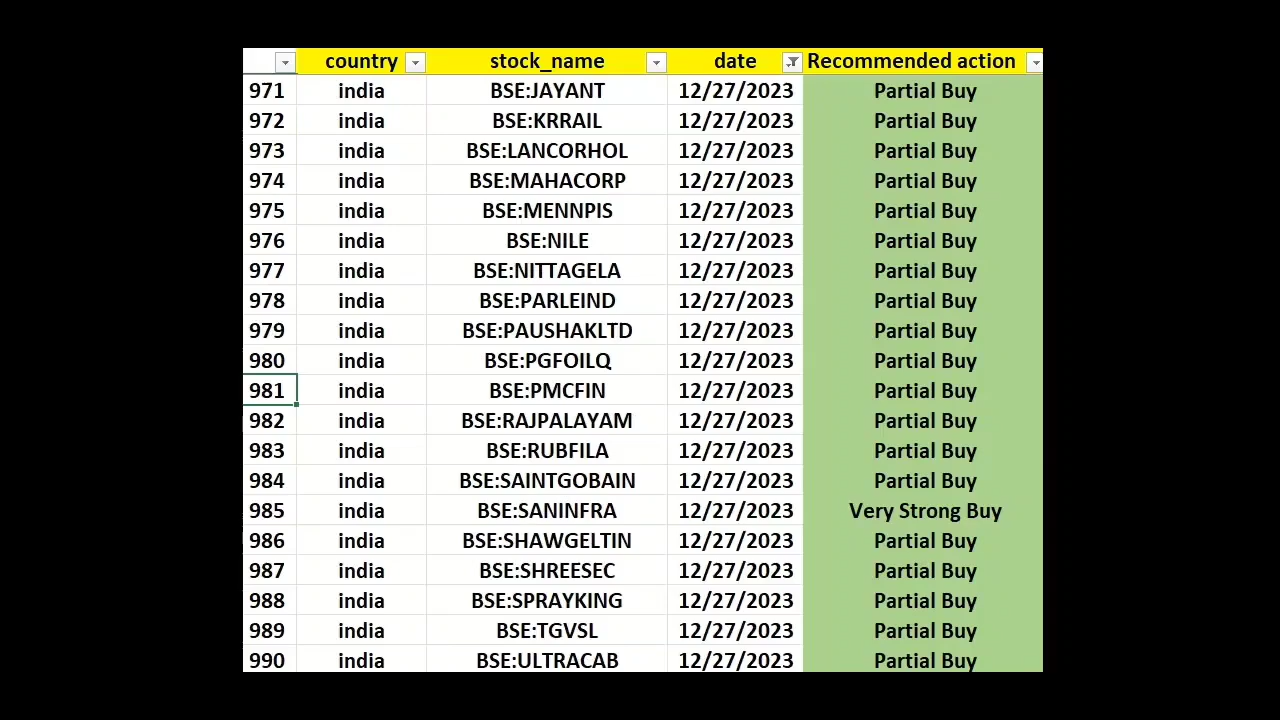 country stock_name date Recommended action
971 india BSE:JAYANT 12/27/2023 Partial Buy
972 india BSE:KRRAIL 12/27/2023 Partial Buy
973 india BSE:LANCORHOL 12/27/2023 Partial Buy
974 india BSE:MAHACORP 12/27/2023 Partial Buy
975 india BSE:MENNPIS 12/27/2023 Partial Buy
976 india BSE:NILE 12/27/2023 Partial Buy
977 india BSE:NITTAGELA 12/27/2023 Partial Buy
978 india BSE:PARLEIND 12/27/2023 Partial Buy
979 india BSE:PAUSHAKLTD 12/27/2023 Partial Buy
980 india BSE:PGFOILQ 12/27/2023 Partial Buy
981 india BSE:PMCFIN 12/27/2023 Partial Buy
982 india BSE:RAJPALAYAM 12/27/2023 Partial Buy
983 india BSE:RUBFILA 12/27/2023 Partial Buy
984 india BSE:SAINTGOBAIN 12/27/2023 Partial Buy
985 india BSE:SANINFRA 12/27/2023 Very Strong Buy
986 india BSE:SHAWGELTIN 12/27/2023 Partial Buy
987 india BSE:SHREESEC 12/27/2023 Partial Buy
988 india BSE:SPRAYKING 12/27/2023 Partial Buy
989 india BSE:TGVSL 12/27/2023 Partial Buy
990 india BSE:ULTRACAB 12/27/2023 Partial Buy